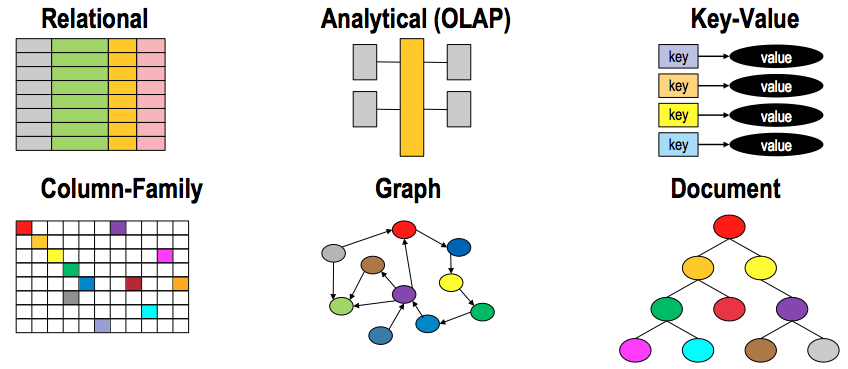 Relational
Analytical (OLAP)
Key-Value
key
value
key
value
key
value
key
value
Column-Family
Graph
Document